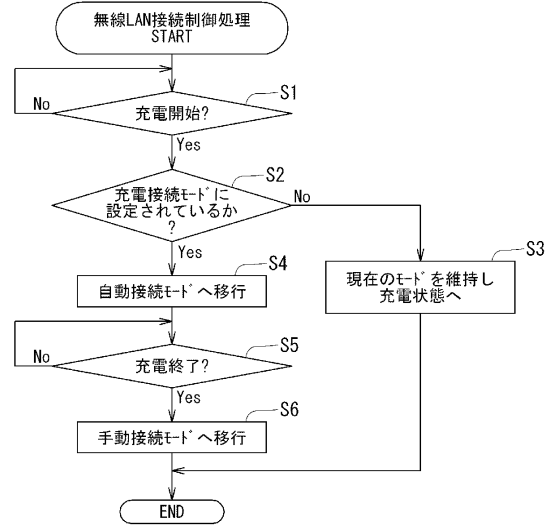 無線LAN接続制御処理
START
S1
充電開始?
No
Yes
S2
充電接続ﾓｰﾄﾞに
設定されているか
?
No
Yes
S3
現在のﾓｰﾄﾞを維持し
充電状態へ
S4
自動接続ﾓｰﾄﾞへ移行
S5
充電終了?
No
Yes
S6
手動接続ﾓｰﾄﾞへ移行
END